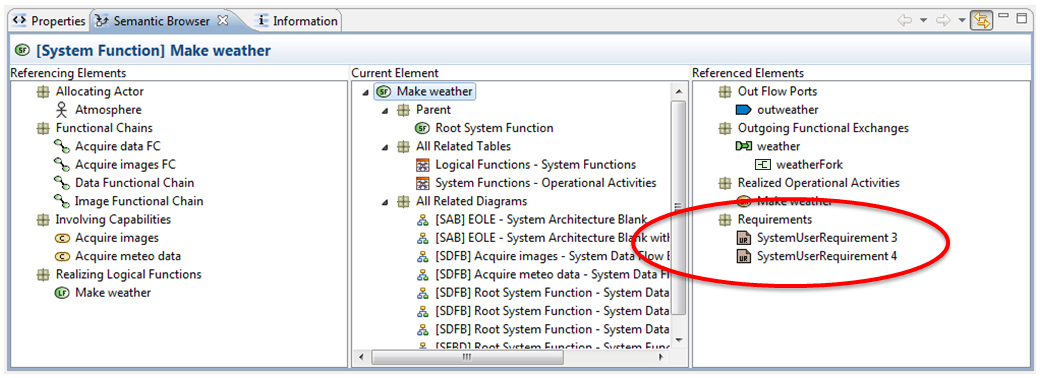 Properties
Semantic Browser
Information
[System Function] Make weather
Referencing Elements
Allocating Actor
Atmosphere
Functional Chains
Acquire data FC
Acquire images FC
Data Functional Chain
Image Functional Chain
Involving Capabilities
Acquire images
Acquire meteo data
Realizing Logical Functions
Make weather
Current Element
Make weather
Parent
Root System Function
All Related Tables
Logical Functions - System Functions
System Functions - Operational Activities
All Related Diagrams
[SAB] EOLE - System Architecture Blank
[SAB] EOLE - System Architecture Blank with
[SDFB] Acquire images - System Data Flow B
[SDFB] Acquire meteo data - System Data Fl
[SDFB] Root System Function - System Data
[SDFB] Root System Function - System Data
[SDFB] Root System Function - System Data
[SFBD] Root System Function - System Func
Referenced Elements
Out Flow Ports
outweather
Outgoing Functional Exchanges
weather
weatherFork
Realized Operational Activities
Make weather
Requirements
SystemUserRequirement 3
SystemUserRequirement 4